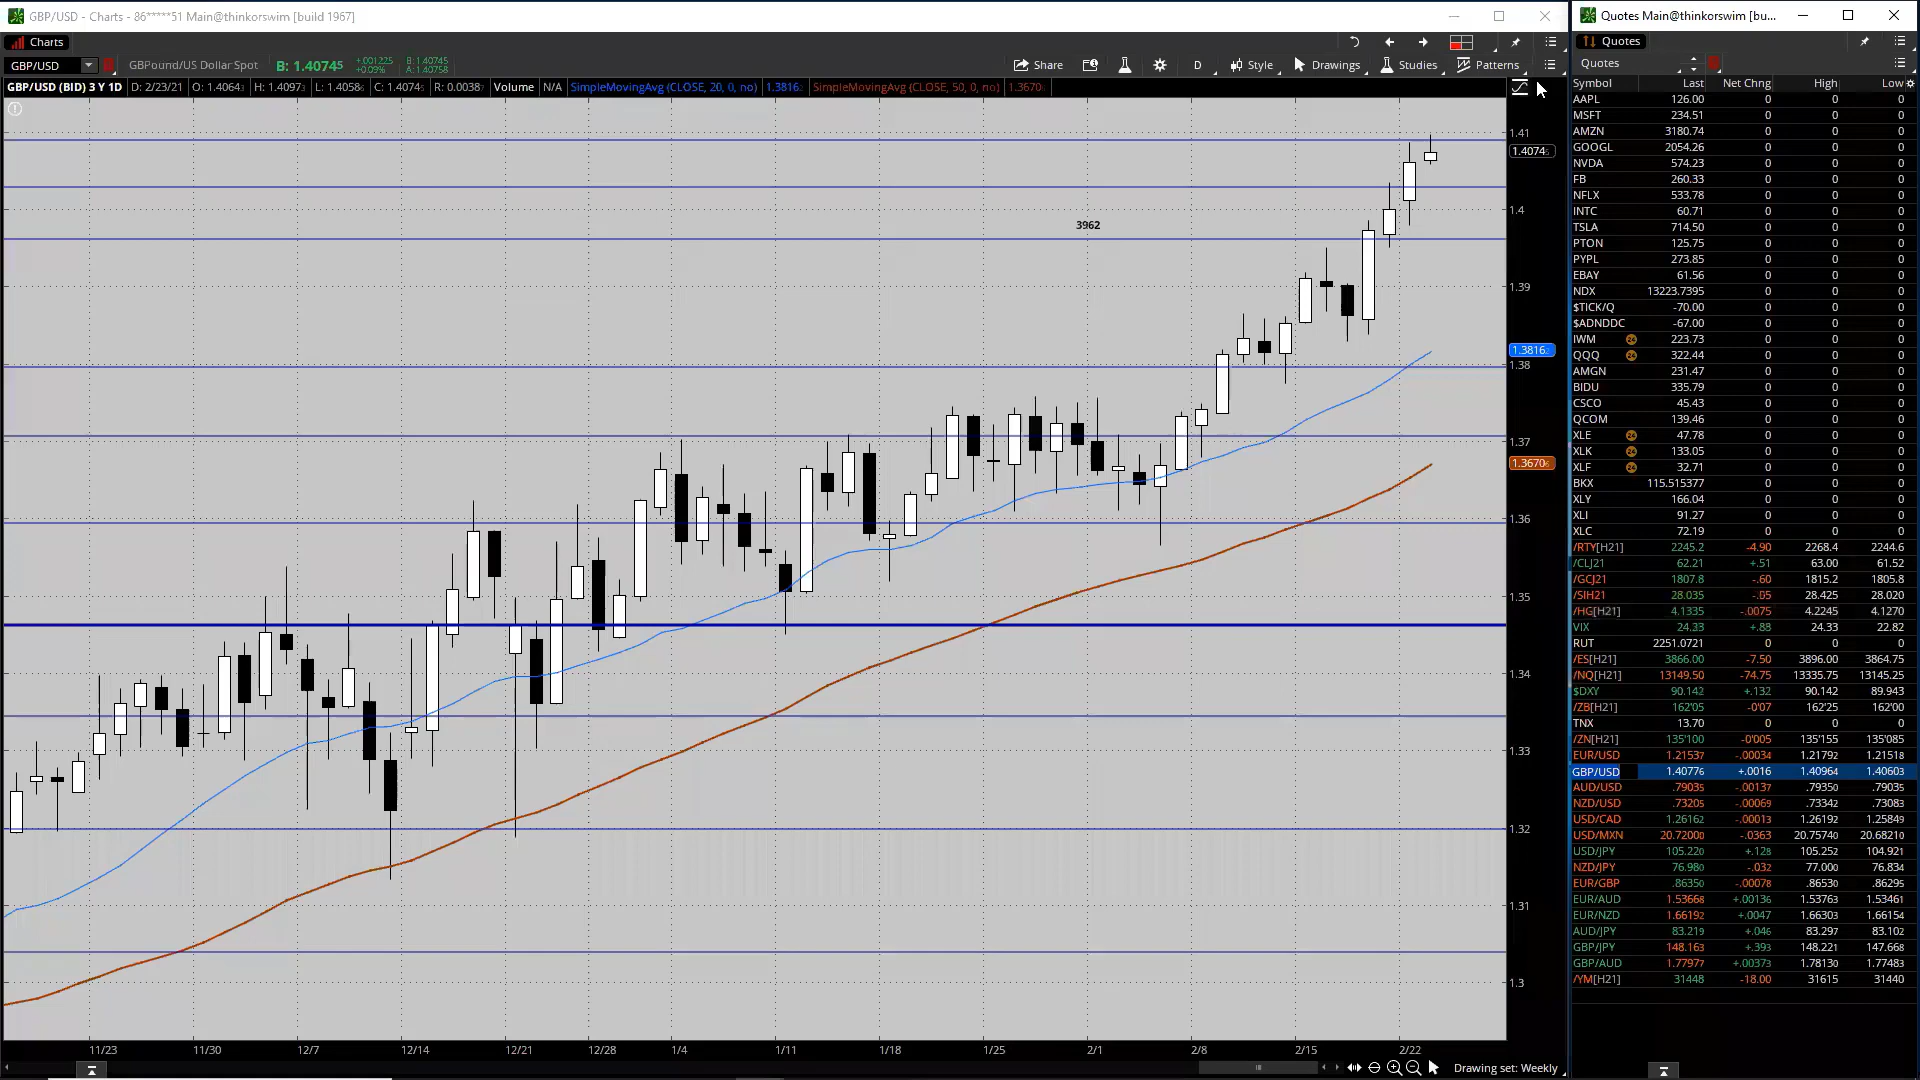 GBP/USD - Charts - 86*****51 Main@thinkorswim [build 1967]
Charts
GBP/USD GBPound/US Dollar Spot B: 1.40745 +.001225 +0.09% B: 1.40745 A: 1.40758 Share D Style Drawings Studies Patterns
GBP/USD (BID) 3 Y 1D D: 2/23/21 O: 1.4064 H: 1.4097 L: 1.4058 C: 1.4074 R: 0.0038 Volume N/A SimpleMovingAvg (CLOSE, 20, 0, no) 1.3816 SimpleMovingAvg (CLOSE, 50, 0, no) 1.3670
1.41
1.4074
1.4
3962
1.39
1.3816
1.38
1.37
1.3670
1.36
1.35
1.34
1.33
1.32
1.31
1.3
11/23 11/30 12/7 12/14 12/21 12/28 1/4 1/11 1/18 1/25 2/1 2/8 2/15 2/22
Drawing set: Weekly
Quotes Main@thinkorswim [bu...
Quotes
Quotes
Symbol Last Net Chng High Low
AAPL 126.00 0 0 0
MSFT 234.51 0 0 0
AMZN 3180.74 0 0 0
GOOGL 2054.26 0 0 0
NVDA 574.23 0 0 0
FB 260.33 0 0 0
NFLX 533.78 0 0 0
INTC 60.71 0 0 0
TSLA 714.50 0 0 0
PTON 125.75 0 0 0
PYPL 273.85 0 0 0
EBAY 61.56 0 0 0
NDX 13223.7395 0 0 0
$TICK/Q -70.00 0 0 0
$ADNDDC -67.00 0 0 0
IWM 24 223.73 0 0 0
QQQ 24 322.44 0 0 0
AMGN 231.47 0 0 0
BIDU 335.79 0 0 0
CSCO 45.43 0 0 0
QCOM 139.46 0 0 0
XLE 24 47.78 0 0 0
XLK 24 133.05 0 0 0
XLF 24 32.71 0 0 0
BKX 115.515377 0 0 0
XLY 166.04 0 0 0
XLI 91.27 0 0 0
XLC 72.19 0 0 0
/RTY[H21] 2245.2 -4.90 2268.4 2244.6
/CLJ21 62.21 +.51 63.00 61.52
/GCJ21 1807.8 -.60 1815.2 1805.8
/SIH21 28.035 -.05 28.425 28.020
/HG[H21] 4.1335 -.0075 4.2245 4.1270
VIX 24.33 +.88 24.33 22.82
RUT 2251.0721 0 0 0
/ES[H21] 3866.00 -7.50 3896.00 3864.75
/NQ[H21] 13149.50 -74.75 13335.75 13145.25
$DXY 90.142 +.132 90.142 89.943
/ZB[H21] 162'05 -0'07 162'25 162'00
TNX 13.70 0 0 0
/ZN[H21] 135'100 -0'005 135'155 135'085
EUR/USD 1.21537 -.00034 1.21792 1.21518
GBP/USD 1.40776 +.0016 1.40964 1.40603
AUD/USD .79035 -.00137 .79350 .79035
NZD/USD .73205 -.00069 .73342 .73083
USD/CAD 1.26162 -.00013 1.26192 1.25849
USD/MXN 20.72000 -.0363 20.75740 20.68210
USD/JPY 105.220 +.128 105.252 104.921
NZD/JPY 76.980 -.032 77.000 76.834
EUR/GBP .86350 -.00078 .86530 .86295
EUR/AUD 1.53668 +.00136 1.53763 1.53461
EUR/NZD 1.66192 +.0047 1.66303 1.66154
AUD/JPY 83.219 +.046 83.297 83.102
GBP/JPY 148.163 +.393 148.221 147.668
GBP/AUD 1.77977 +.00373 1.78130 1.77483
/YM[H21] 31448 -18.00 31615 31440